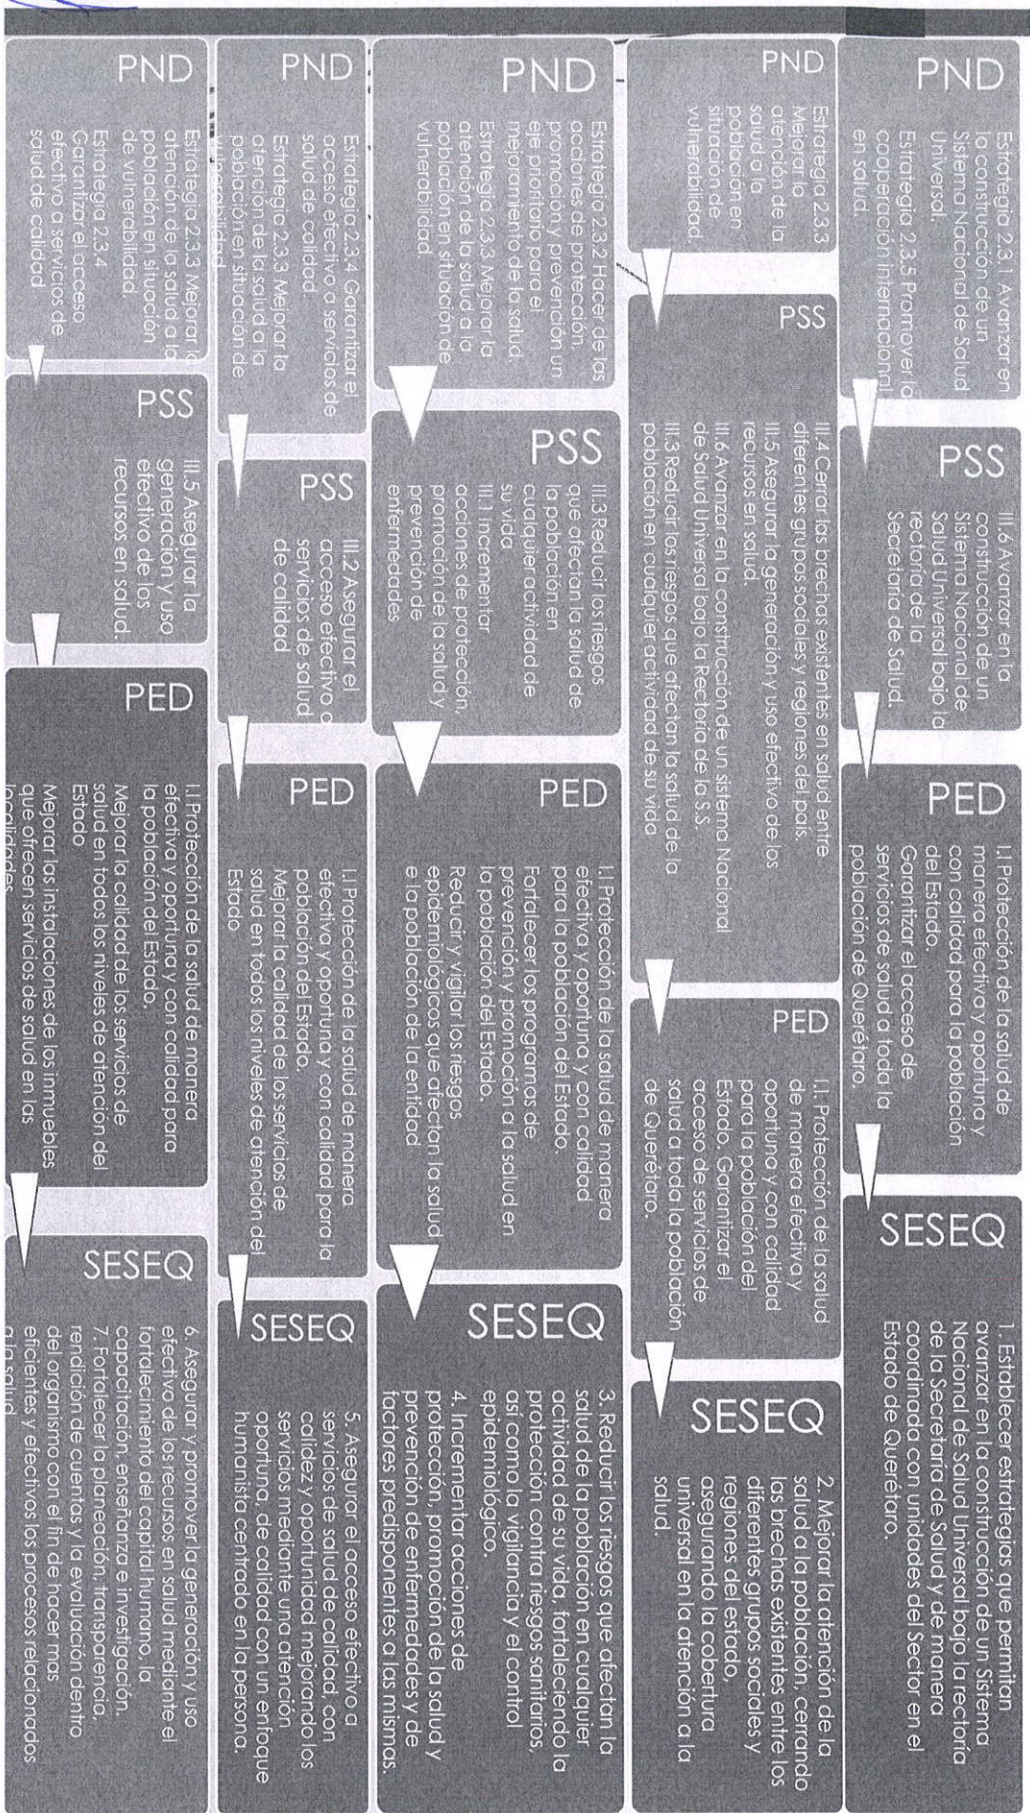 PND
Estrategia 2.3.1 Avanzar en
la construcción de un
Sistema Nacional de Salud
Universal.
Estrategia 2.3.5 Promover la
cooperación internacional
en salud.
PSS
III.6 Avanzar en la
construcción de un
Sistema Nacional de
Salud Universal bajo la
rectoría de la
Secretaría de Salud.
PED
I.I Protección de la salud de
manera efectiva y oportuna y
con calidad para la población
del Estado.
Garantizar el acceso de
servicios de salud a toda la
población de Querétaro.
SESEQ
1. Establecer estrategias que permitan
avanzar en la construcción de un Sistema
Nacional de Salud Universal bajo la rectoría
de la Secretaría de Salud y de manera
coordinada con unidades del Sector en el
Estado de Querétaro.
PND
Estrategia 2.3.3
Mejorar la
atención de la
salud a la
población en
situación de
vulnerabilidad.
PSS
III.4 Cerrar las brechas existentes en salud entre
diferentes grupos sociales y regiones del país.
III.5 Asegurar la generación y uso efectivo de los
recursos en salud.
III.6 Avanzar en la construcción de un sistema Nacional
de Salud Universal bajo la Rectoría de la S.S.
III.3 Reducir los riesgos que afectan la salud de la
población en cualquier actividad de su vida
PED
I.I. Protección de la salud
de manera efectiva y
oportuna y con calidad
para la población del
Estado. Garantizar el
acceso de servicios de
salud a toda la población
de Querétaro.
SESEQ
2. Mejorar la atención de la
salud a la población, cerrando
las brechas existentes entre los
diferentes grupos sociales y
regiones del estado,
asegurando la cobertura
universal en la atención a la
salud.
PND
Estrategia 2.3.2 Hacer de las
acciones de protección,
promoción y prevención un
eje prioritario para el
mejoramiento de la salud.
Estrategia 2.3.3 Mejorar la
atención de la salud a la
población en situación de
vulnerabilidad
PSS
III.3 Reducir los riesgos
que afectan la salud de
la población en
cualquier actividad de
su vida
III.1 Incrementar
acciones de protección,
promoción de la salud y
prevención de
enfermedades
PED
I.I Protección de la salud de manera
efectiva y oportuna y con calidad
para la población del Estado.
Fortalecer los programas de
prevención y promoción a la salud en
la población del Estado.
Reducir y vigilar los riesgos
epidemiológicos que afectan la salud
e la población de la entidad
SESEQ
3. Reducir los riesgos que afectan la
salud de la población en cualquier
actividad de su vida, fortaleciendo la
protección contra riesgos sanitarios,
así como la vigilancia y el control
epidemiológico.
4. Incrementar acciones de
protección, promoción de la salud y
prevención de enfermedades y de
factores predisponentes a las mismas.
PND
Estrategia 2.3.4 Garantizar el
acceso efectivo a servicios de
salud de calidad.
Estrategia 2.3.3 Mejorar la
atención de la salud a la
población en situación de
vulnerabilidad
PSS
III.2 Asegurar el
acceso efectivo a
servicios de salud
de calidad
PED
I.I Protección de la salud de manera
efectiva y oportuna y con calidad para la
población del Estado.
Mejorar la calidad de los servicios de
salud en todos los niveles de atención del
Estado
SESEQ
5. Asegurar el acceso efectivo a
servicios de salud de calidad, con
calidez y oportunidad mejorando los
servicios mediante una atención
oportuna, de calidad con un enfoque
humanista centrado en la persona.
PND
Estrategia 2.3.3 Mejorar la
atención de la salud a la
población en situación
de vulnerabilidad.
Estrategia 2.3.4
Garantizar el acceso
efectivo a servicios de
salud de calidad
PSS
III.5 Asegurar la
generación y uso
efectivo de los
recursos en salud.
PED
I.I Protección de la salud de manera
efectiva y oportuna y con calidad para
la población del Estado.
Mejorar la calidad de los servicios de
salud en todos los niveles de atención del
Estado
Mejorar las instalaciones de los inmuebles
que ofrecen servicios de salud en las
localidades
SESEQ
6. Asegurar y promover la generación y uso
efectivo de los recursos en salud mediante el
fortalecimiento del capital humano, la
capacitación, enseñanza e investigación.
7. Fortalecer la planeación, transparencia,
rendición de cuentas y la evaluación dentro
del organismo con el fin de hacer mas
eficientes y efectivos los procesos relacionados
a la salud